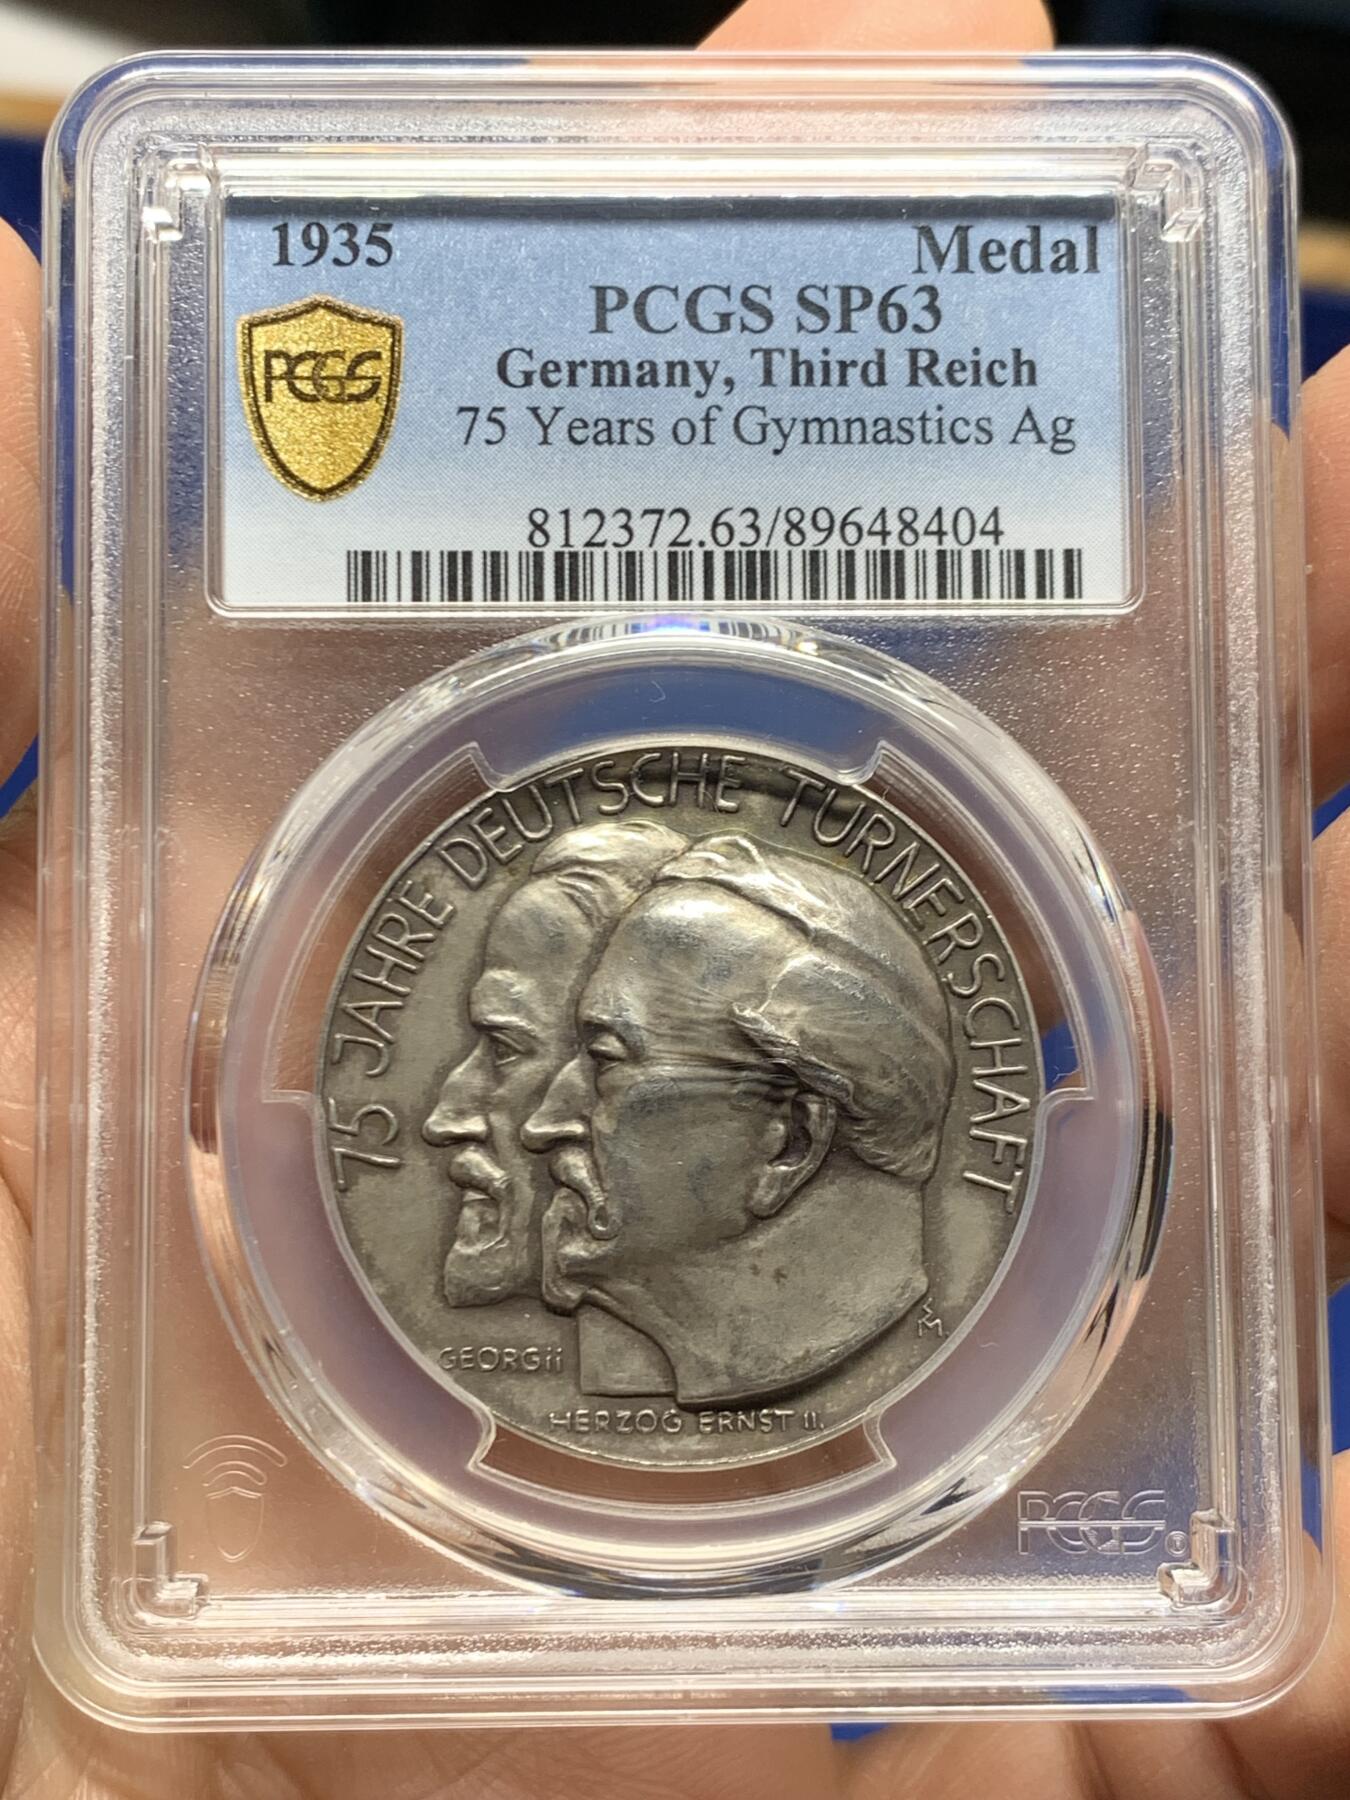 1935
Medal
PCGS SP63
PCGS
Germany, Third Reich
75 Years of Gymnastics Ag
812372.63/89648404
75 JAHRE DEUTSCHE TURNERSCHAFT
GEORGii
HERZOG ERNST II.
PCGS